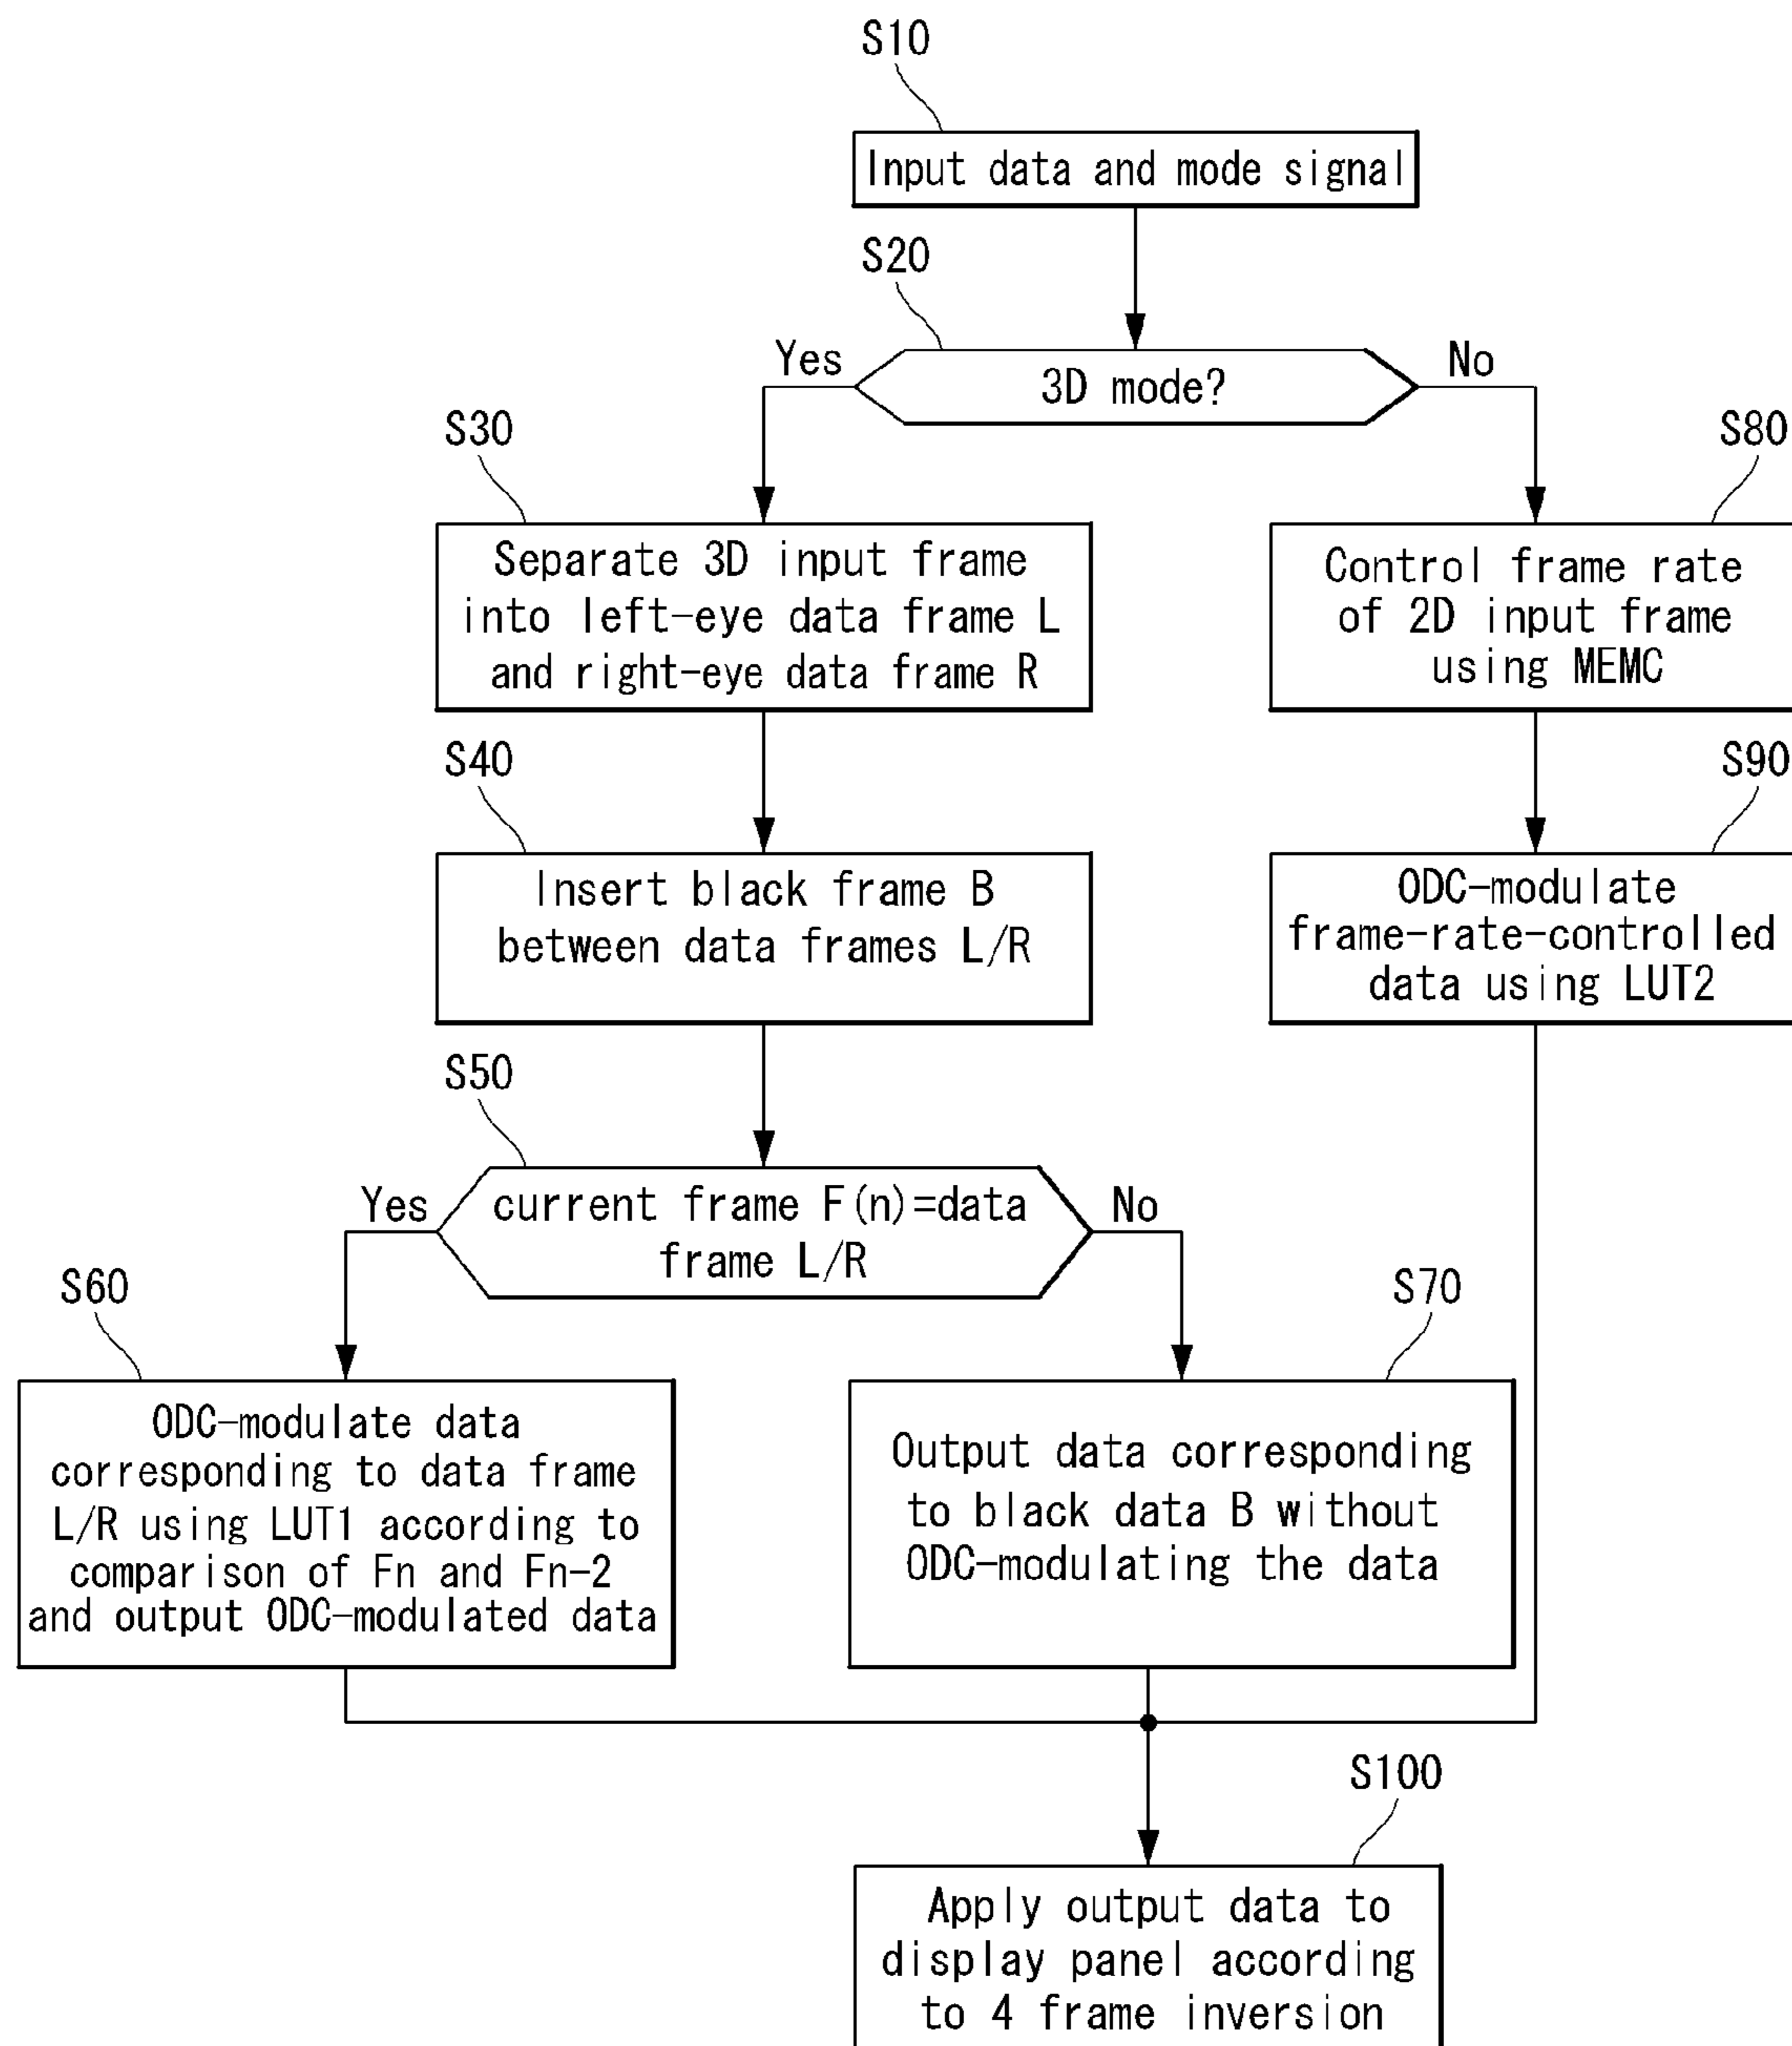 S10
Input data and mode signal
S20
Yes
3D mode?
No
S30
Separate 3D input frame
into left-eye data frame L
and right-eye data frame R
S80
Control frame rate
of 2D input frame
using MEMC
S40
Insert black frame B
between data frames L/R
S90
ODC-modulate
frame-rate-controlled
data using LUT2
S50
Yes
current frame F(n)=data
frame L/R
No
S60
ODC-modulate data
corresponding to data frame
L/R using LUT1 according to
comparison of Fn and Fn-2
and output ODC-modulated data
S70
Output data corresponding
to black data B without
ODC-modulating the data
S100
Apply output data to
display panel according
to 4 frame inversion